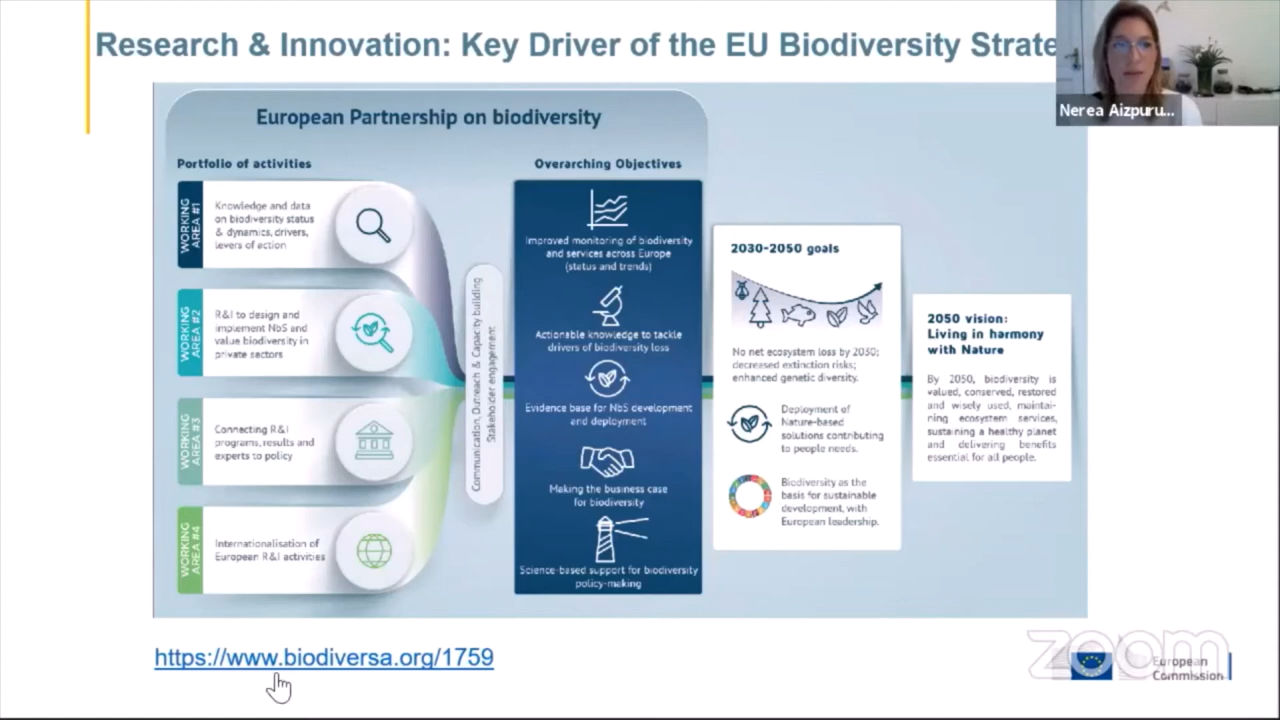 Research & Innovation: Key Driver of the EU Biodiversity Strate
Nerea Aizpuru...
European Partnership on biodiversity
Portfolio of activities
WORKING
AREA #1
Knowledge and data
on biodiversity status
& dynamics, drivers,
levers of action
WORKING
AREA #2
R&I to design and
implement NbS and
value biodiversity in
private sectors
WORKING
AREA #3
Connecting R&I
programs, results and
experts to policy
WORKING
AREA #4
Internationalisation of
European R&I activities
Communication, Outreach & Capacity building
Stakeholder engagement
Overarching Objectives
Improved monitoring of biodiversity
and services across Europe
(status and trends)
Actionable knowledge to tackle
drivers of biodiversity loss
Evidence base for NbS development
and deployment
Making the business case
for biodiversity
Science-based support for biodiversity
policy-making
2030-2050 goals
No net ecosystem loss by 2030;
decreased extinction risks;
enhanced genetic diversity.
Deployment of
Nature-based
solutions contributing
to people needs.
Biodiversity as the
basis for sustainable
development, with
European leadership.
2050 vision:
Living in harmony
with Nature
By 2050, biodiversity is
valued, conserved, restored
and wisely used, maintai-
ning ecosystem services,
sustaining a healthy planet
and delivering benefits
essential for all people.
https://www.biodiversa.org/1759
zoom
European
Commission